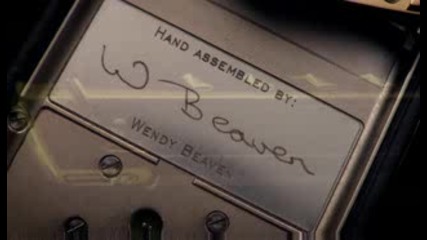 HAND ASSEMBLED BY:
W Beaven
WENDY BEAVEN